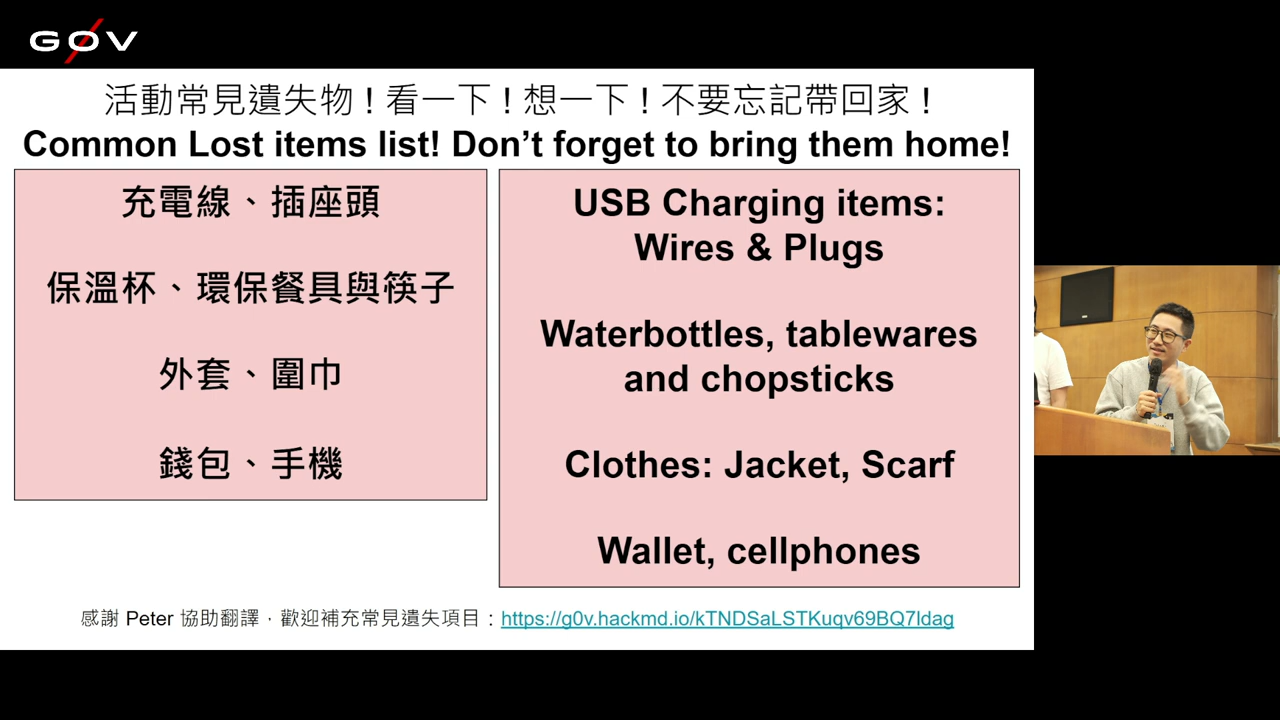 G0V
活動常見遺失物！看一下！想一下！不要忘記帶回家！
Common Lost items list! Don’t forget to bring them home!
充電線、插座頭
保溫杯、環保餐具與筷子
外套、圍巾
錢包、手機
USB Charging items:
Wires & Plugs
Waterbottles, tablewares
and chopsticks
Clothes: Jacket, Scarf
Wallet, cellphones
感謝 Peter 協助翻譯，歡迎補充常見遺失項目：https://g0v.hackmd.io/kTNDSaLSTKuqv69BQ7Idag